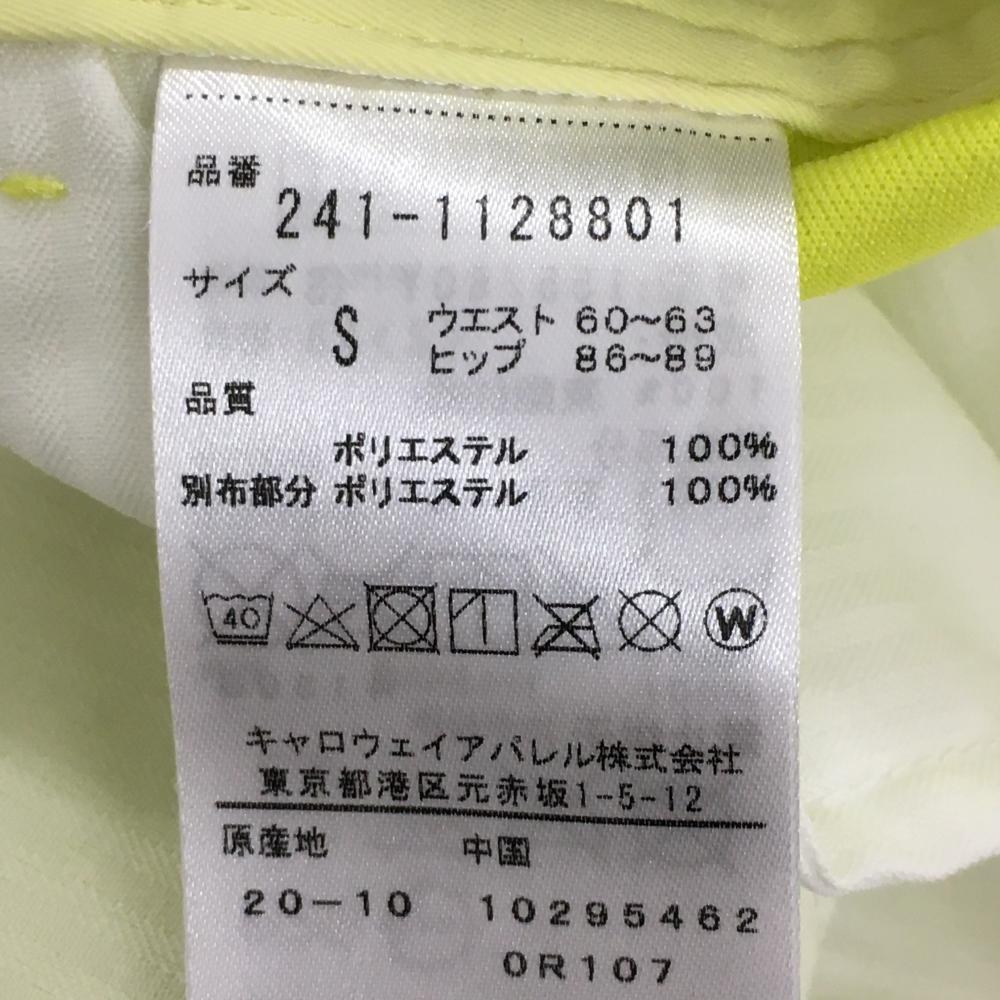 品番
241-1128801
サイズ
S ウエスト 60～63
ヒップ 86～89
品質
ポリエステル 100%
別布部分 ポリエステル 100%
40 W
キャロウェイアパレル株式会社
東京都港区元赤坂1-5-12
原産地 中国
20-10 10295462
0R107